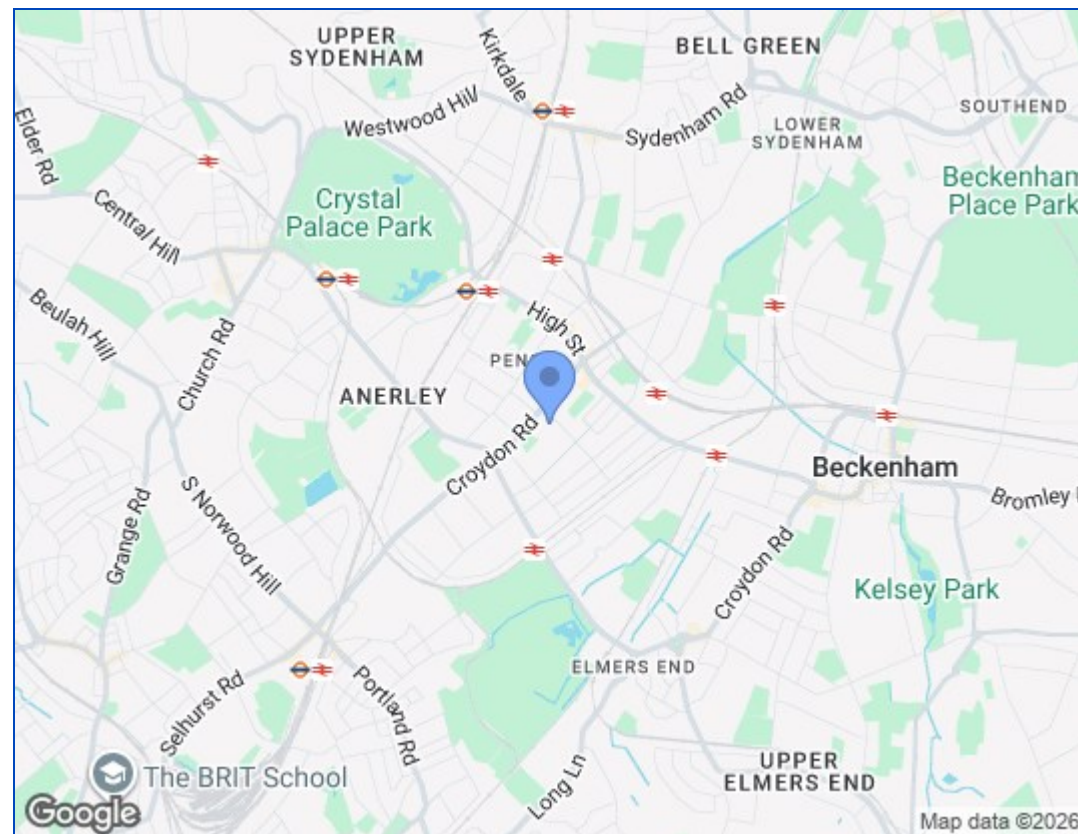 UPPER
SYDENHAM
Kirkdale
BELL GREEN
SOUTHEND
Westwood Hill
Sydenham Rd
LOWER
SYDENHAM
Elder Rd
Crystal
Palace Park
Beckenham
Place Park
Central Hill
Beulah Hill
Church Rd
High St
PEN
ANERLEY
Croydon Rd
Beckenham
Bromley
S Norwood Hill
Grange Rd
Croydon Rd
Kelsey Park
ELMERS END
Selhurst Rd
Portland Rd
Long Ln
UPPER
ELMERS END
The BRIT School
Google
Map data ©2026